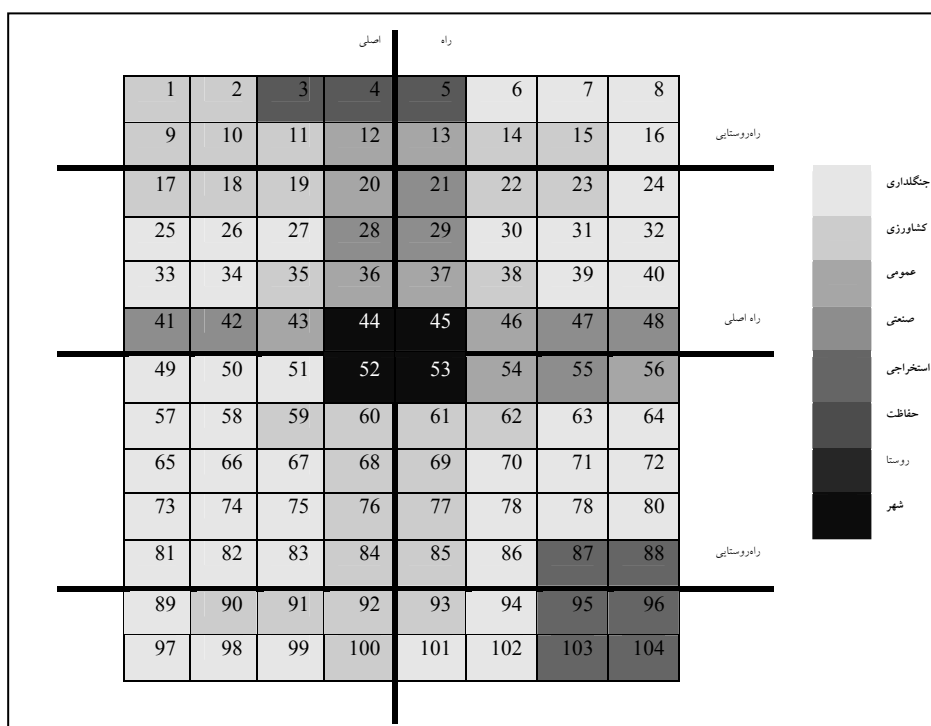 راه اصلی
1 2 3 4 5 6 7 8
9 10 11 12 13 14 15 16
راه‌روستایی
17 18 19 20 21 22 23 24
25 26 27 28 29 30 31 32
33 34 35 36 37 38 39 40
41 42 43 44 45 46 47 48
راه اصلی
49 50 51 52 53 54 55 56
57 58 59 60 61 62 63 64
65 66 67 68 69 70 71 72
73 74 75 76 77 78 78 80
81 82 83 84 85 86 87 88
راه‌روستایی
89 90 91 92 93 94 95 96
97 98 99 100 101 102 103 104
جنگلداری
کشاورزی
عمومی
صنعتی
استخراجی
حفاظت
روستا
شهر